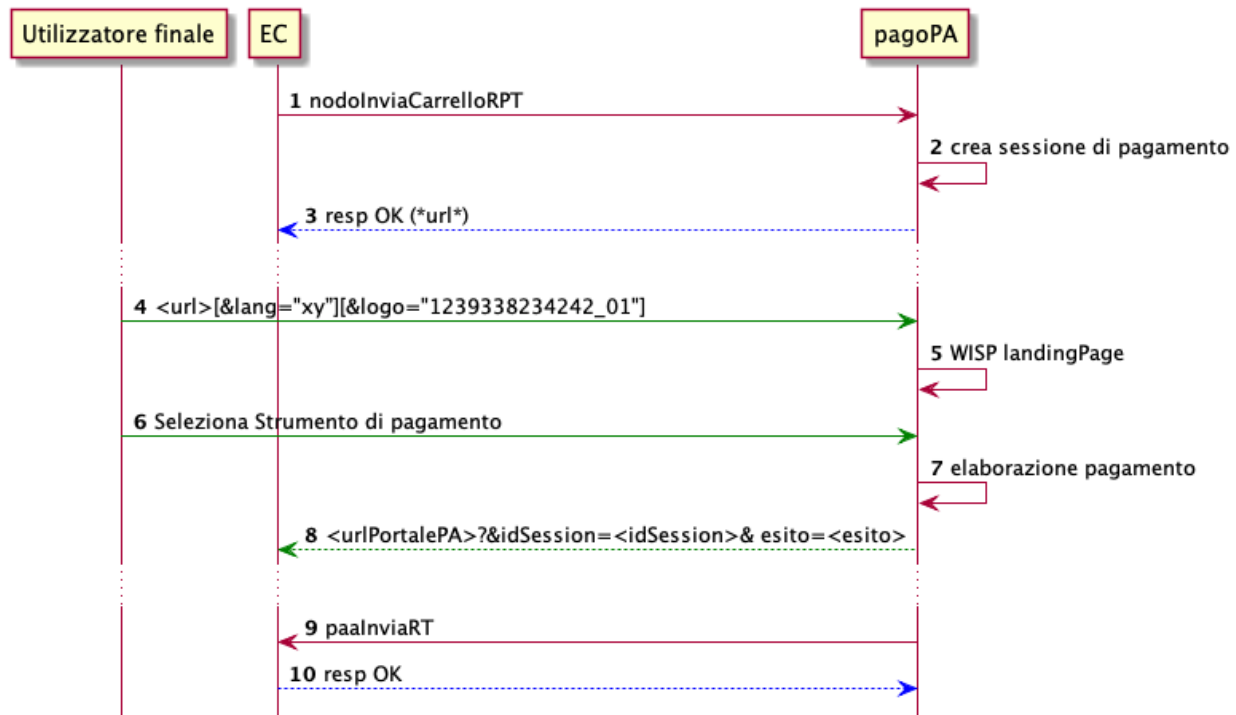 Utilizzatore finale
EC
pagoPA
1 nodoInviaCarrelloRPT
2 crea sessione di pagamento
3 resp OK (*url*)
4 <url>[&lang="xy"][&logo="1239338234242_01"]
5 WISP landingPage
6 Seleziona Strumento di pagamento
7 elaborazione pagamento
8 <urlPortalePA>?&idSession=<idSession>& esito=<esito>
9 paaInviaRT
10 resp OK